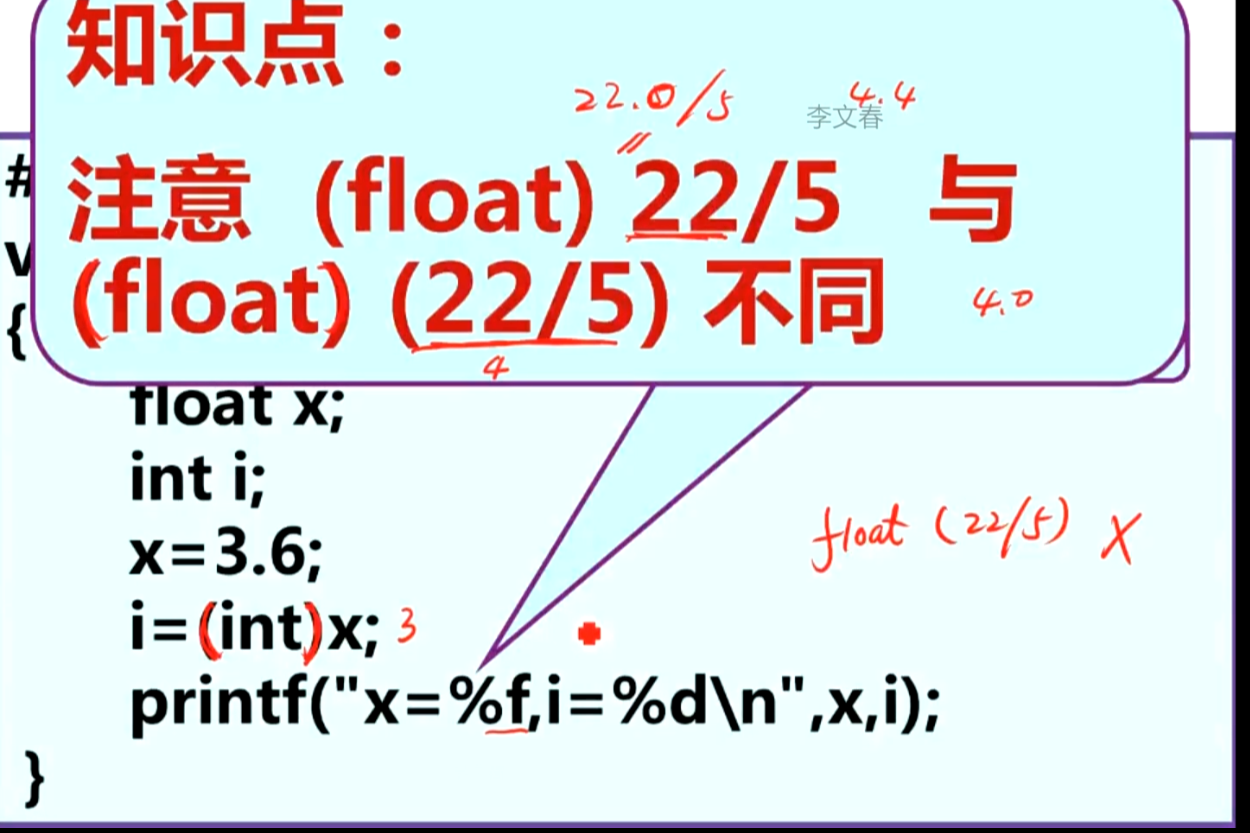 知识点：
22.0/5 4.4
李文春
注意 (float) 22/5 与
(float) (22/5) 不同 4.0
4
#
v
{
float x;
int i;
x=3.6;
float (22/5) X
i=(int)x; 3
printf("x=%f,i=%d\n",x,i);
}